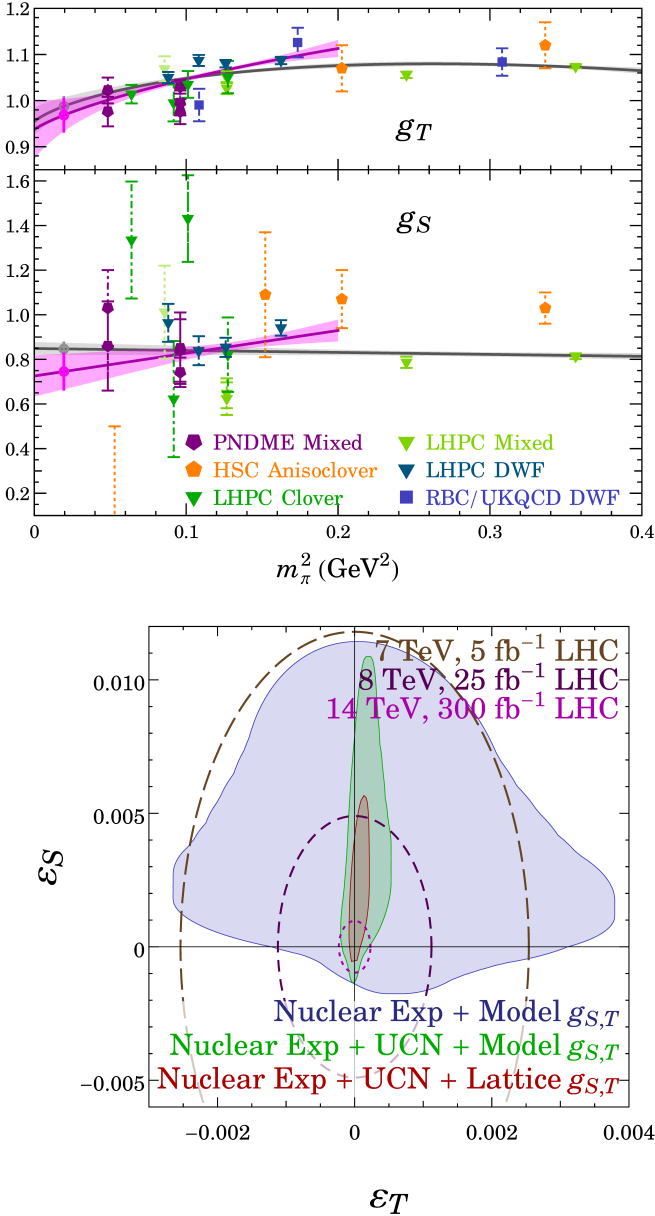 1.2
1.1
1.0
0.9
g_T
1.6
1.4
1.2
1.0
0.8
0.6
0.4
0.2
g_S
PNDME Mixed
LHPC Mixed
HSC Anisoclover
LHPC DWF
LHPC Clover
RBC/UKQCD DWF
0 0.1 0.2 0.3 0.4
m_π^2 (GeV^2)
7 TeV, 5 fb^−1 LHC
8 TeV, 25 fb^−1 LHC
14 TeV, 300 fb^−1 LHC
0.010
0.005
0
−0.005
ε_S
Nuclear Exp + Model g_S,T
Nuclear Exp + UCN + Model g_S,T
Nuclear Exp + UCN + Lattice g_S,T
−0.002 0 0.002 0.004
ε_T